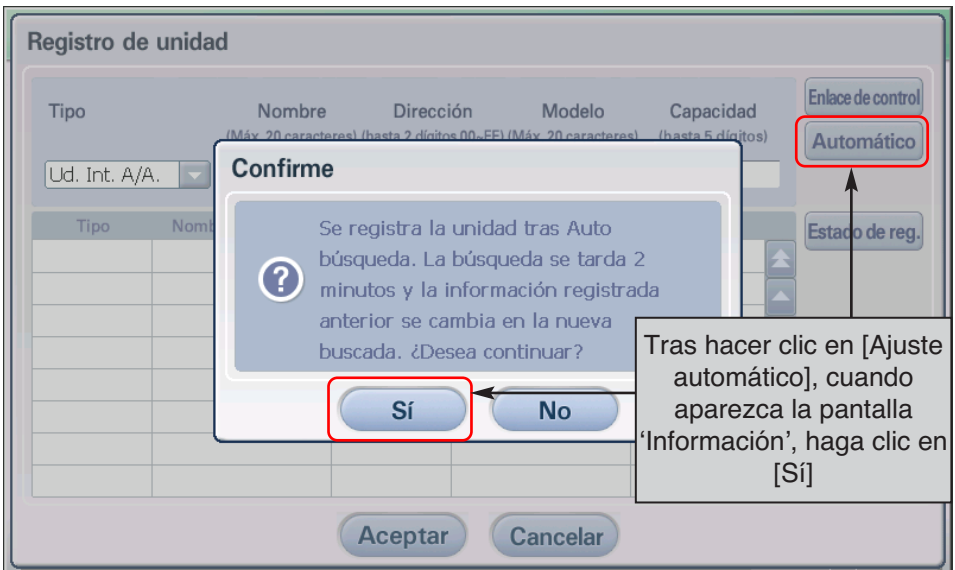 Registro de unidad
Tipo Nombre Dirección Modelo Capacidad Enlace de control
(Máx. 20 caracteres) (hasta 2 dígitos 00~FF) (Máx. 20 caracteres) (hasta 5 dígitos)
Automático
Ud. Int. A/A.
Confirme
Tipo
Estado de reg.
Se registra la unidad tras Auto
búsqueda. La búsqueda se tarda 2
minutos y la información registrada
anterior se cambia en la nueva
buscada. ¿Desea continuar?
Sí No
Tras hacer clic en [Ajuste
automático], cuando
aparezca la pantalla
‘Información’, haga clic en
[Sí]
Aceptar Cancelar